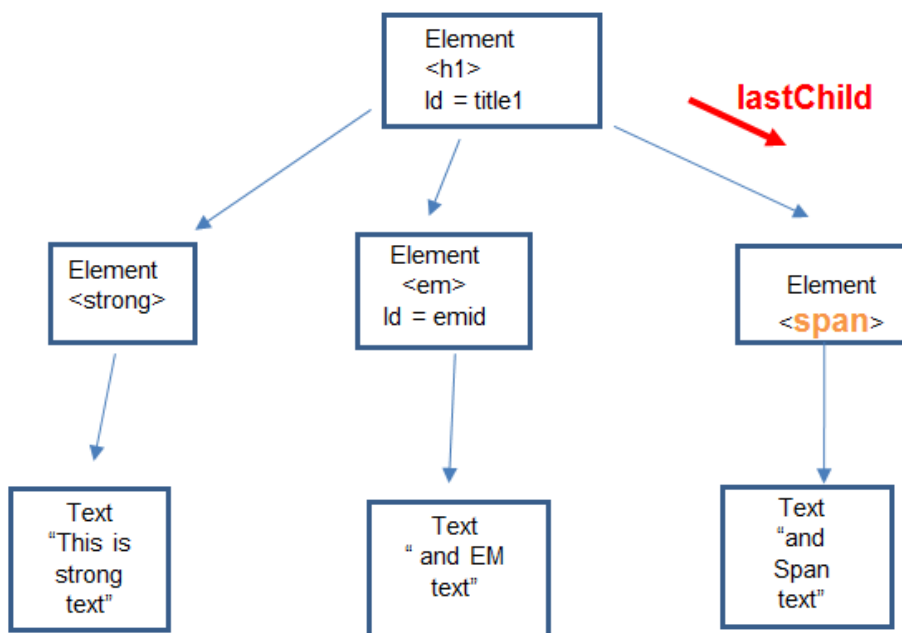 Element
<h1>
Id = title1
lastChild
Element
<strong>
Element
<em>
Id = emid
Element
<span>
Text
“This is
strong
text”
Text
“ and EM
text”
Text
“and
Span
text”